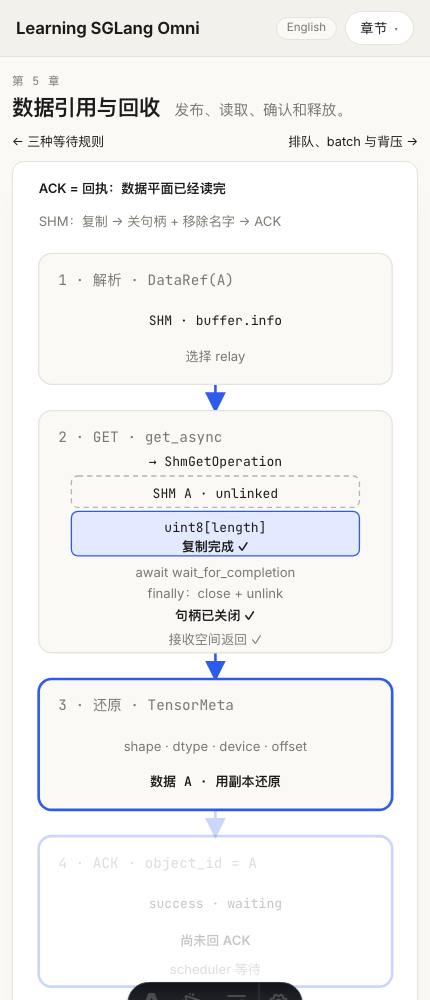 Learning SGLang Omni
English
章节
第 5 章
数据引用与回收 发布、读取、确认和释放。
← 三种等待规则
排队、batch 与背压 →
ACK = 回执：数据平面已经读完
SHM：复制 → 关句柄 + 移除名字 → ACK
1 · 解析 · DataRef(A)
SHM · buffer.info
选择 relay
2 · GET · get_async
→ ShmGetOperation
SHM A · unlinked
uint8[length]
复制完成 ✓
await wait_for_completion
finally：close + unlink
句柄已关闭 ✓
接收空间返回 ✓
3 · 还原 · TensorMeta
shape · dtype · device · offset
数据 A · 用副本还原
4 · ACK · object_id = A
success · waiting
尚未回 ACK
scheduler 等待